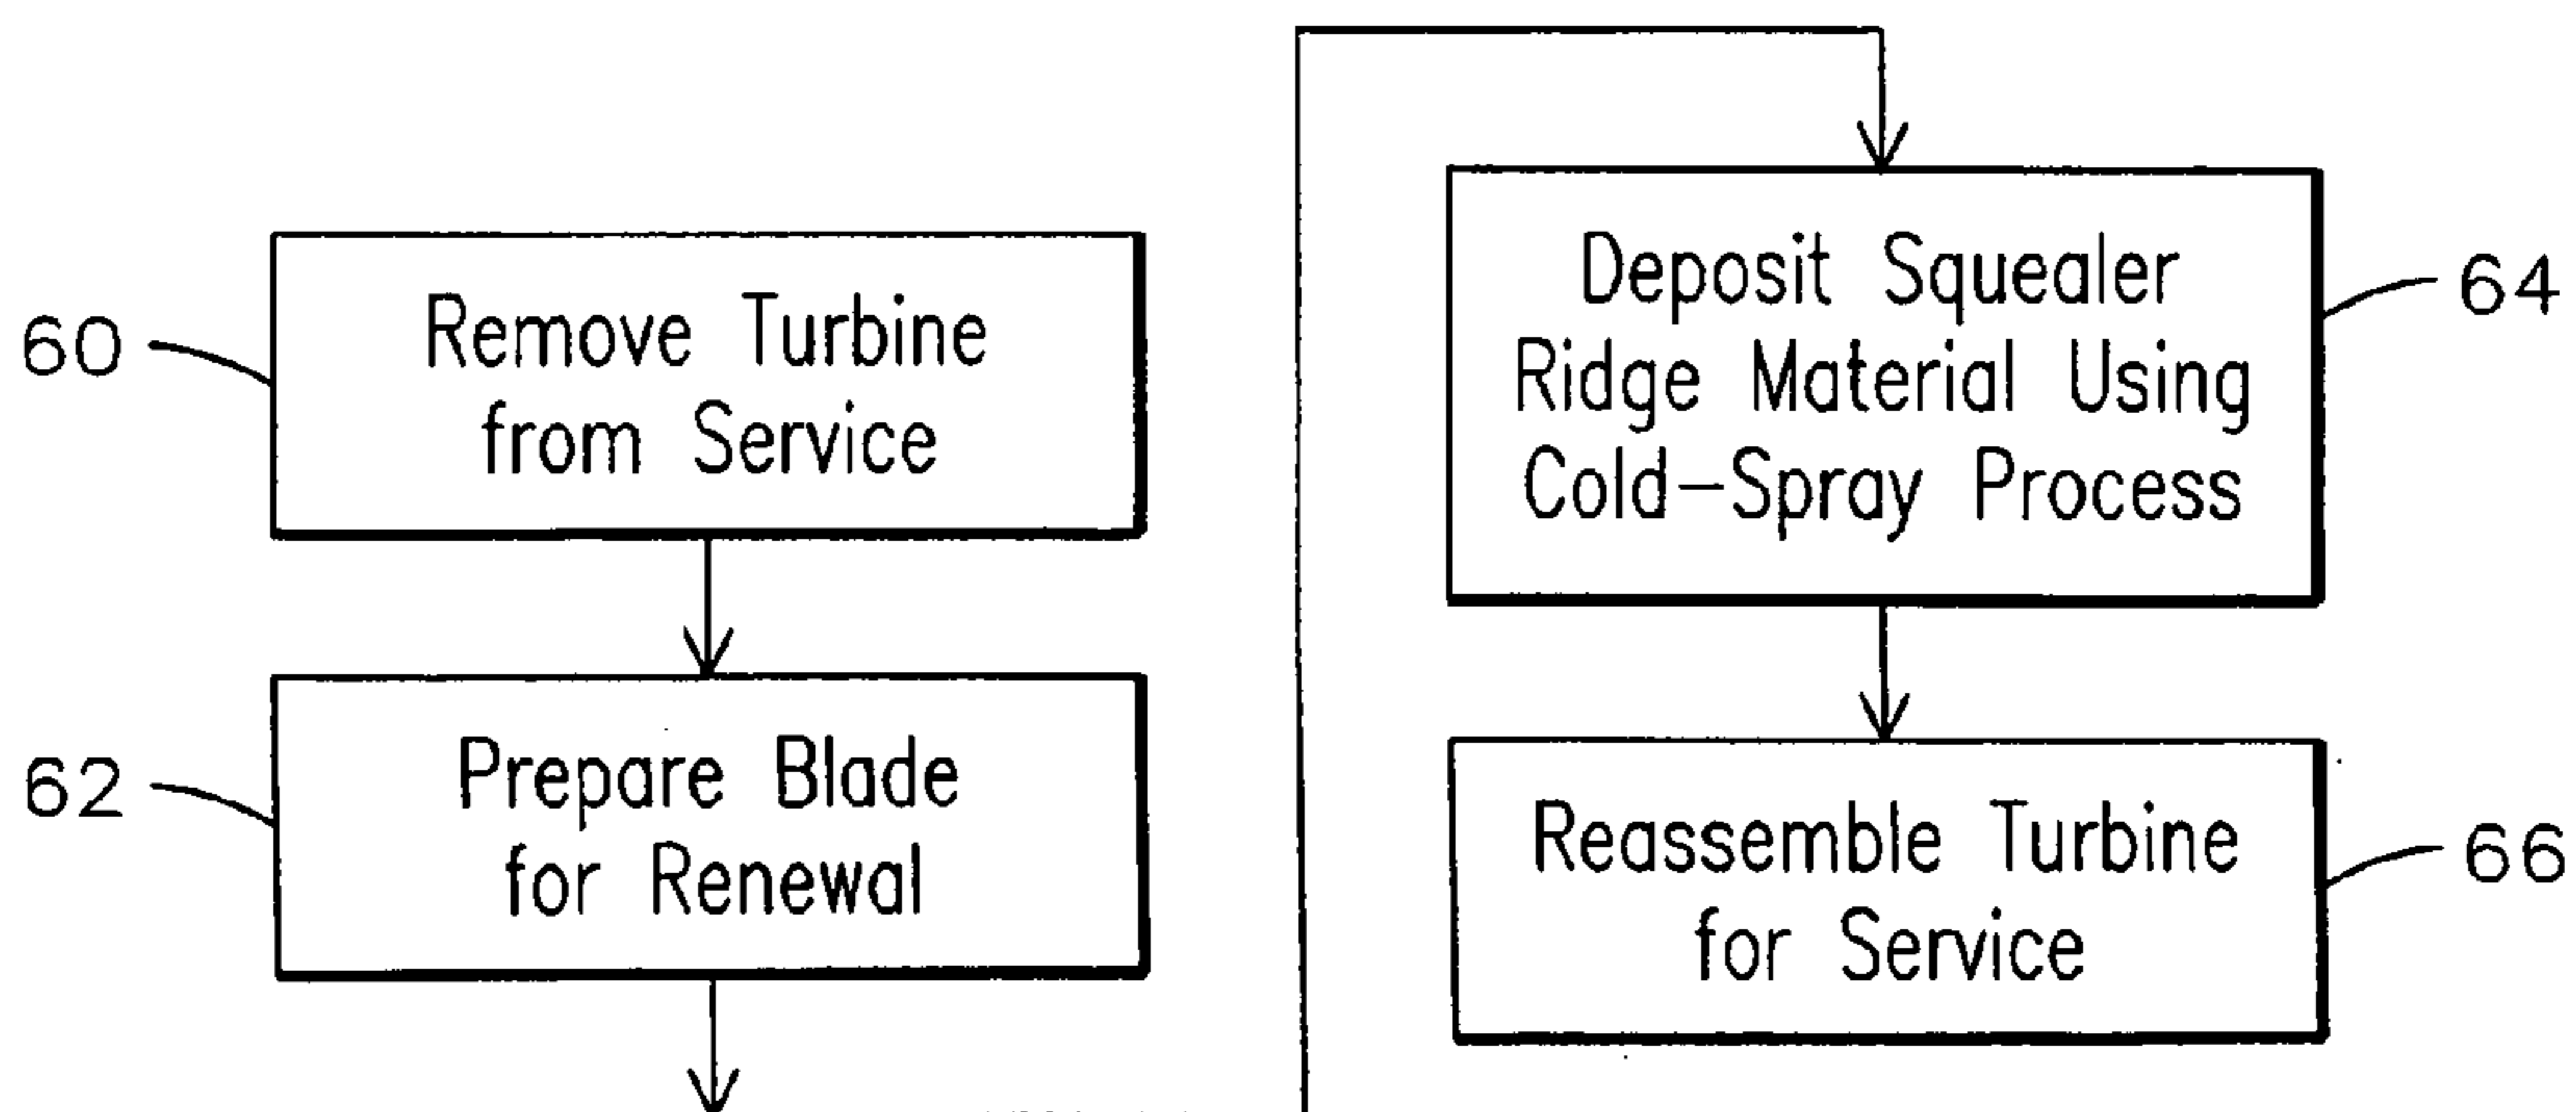 60
Remove Turbine
from Service
62
Prepare Blade
for Renewal
Deposit Squealer
Ridge Material Using
Cold-Spray Process
64
Reassemble Turbine
for Service
66